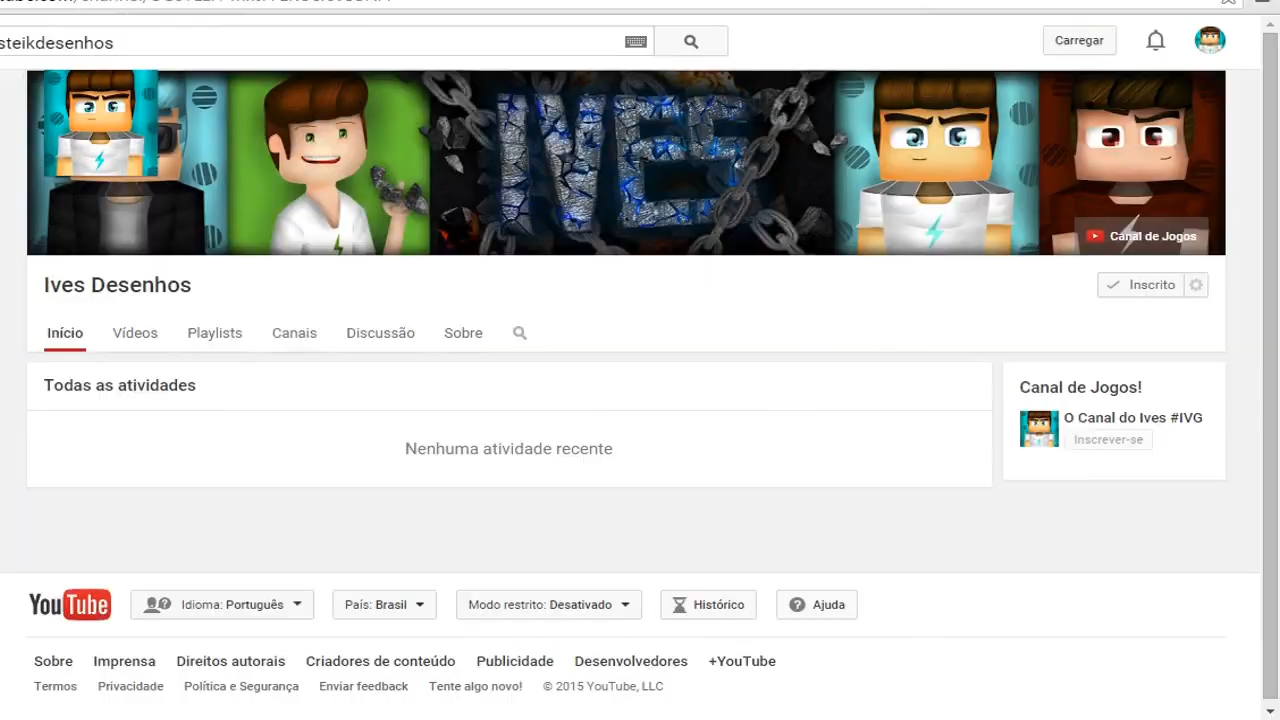 steikdesenhos
Carregar
IVES
Canal de Jogos
Ives Desenhos
Inscrito
Início Vídeos Playlists Canais Discussão Sobre
Todas as atividades
Nenhuma atividade recente
Canal de Jogos!
O Canal do Ives #IVG
Inscrever-se
YouTube Idioma: Português País: Brasil Modo restrito: Desativado Histórico Ajuda
Sobre Imprensa Direitos autorais Criadores de conteúdo Publicidade Desenvolvedores +YouTube
Termos Privacidade Política e Segurança Enviar feedback Tente algo novo! © 2015 YouTube, LLC